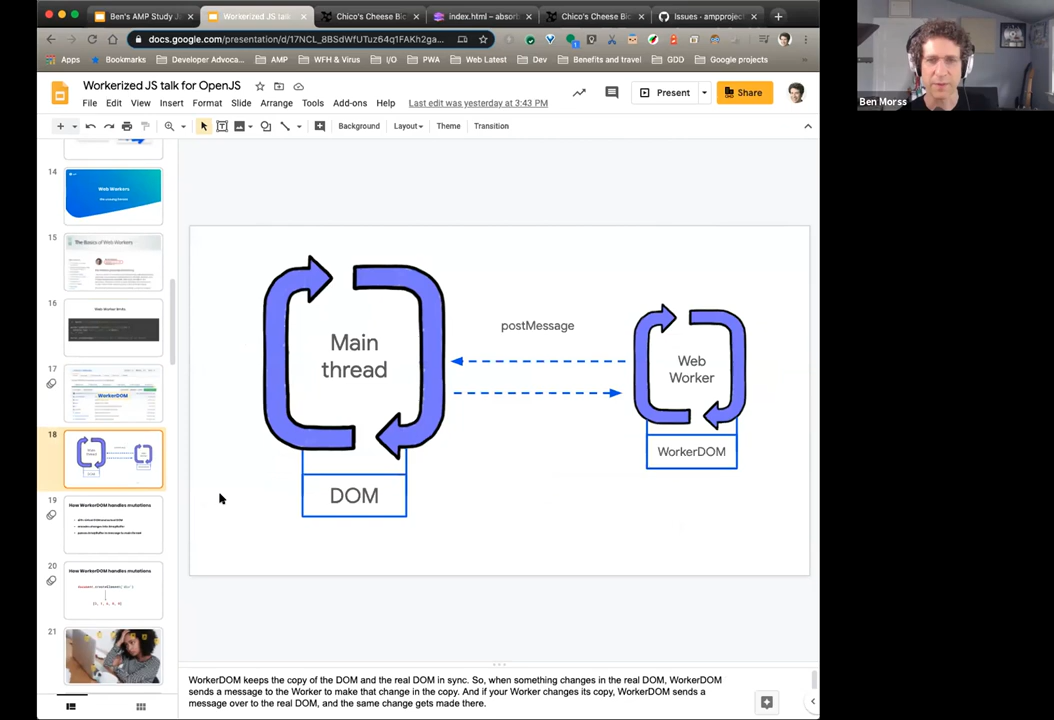 Ben's AMP Study J
Workerized JS talk f
Chico's Cheese Bic
index.html – absorb
Chico's Cheese Bic
Issues · ampprojec
docs.google.com/presentation/d/17NCL_8BSdWfUTuz64q1FAKh2ga...
Apps
Bookmarks
Developer Advoca...
AMP
WFH & Virus
I/O
PWA
Web Latest
Dev
Benefits and travel
GDD
Google projects
Workerized JS talk for OpenJS
File Edit View Insert Format Slide Arrange Tools Add-ons Help
Last edit was yesterday at 3:43 PM
Present
Share
Background
Layout
Theme
Transition
Ben Morss
14
Web Workers
15
The Basics of Web Workers
16
17
WorkerDOM
18
19
How WorkerDOM handles mutations
20
How WorkerDOM handles mutations
21
Main
thread
DOM
postMessage
Web
Worker
WorkerDOM
WorkerDOM keeps the copy of the DOM and the real DOM in sync. So, when something changes in the real DOM, WorkerDOM
sends a message to the Worker to make that change in the copy. And if your Worker changes its copy, WorkerDOM sends a
message over to the real DOM, and the same change gets made there.